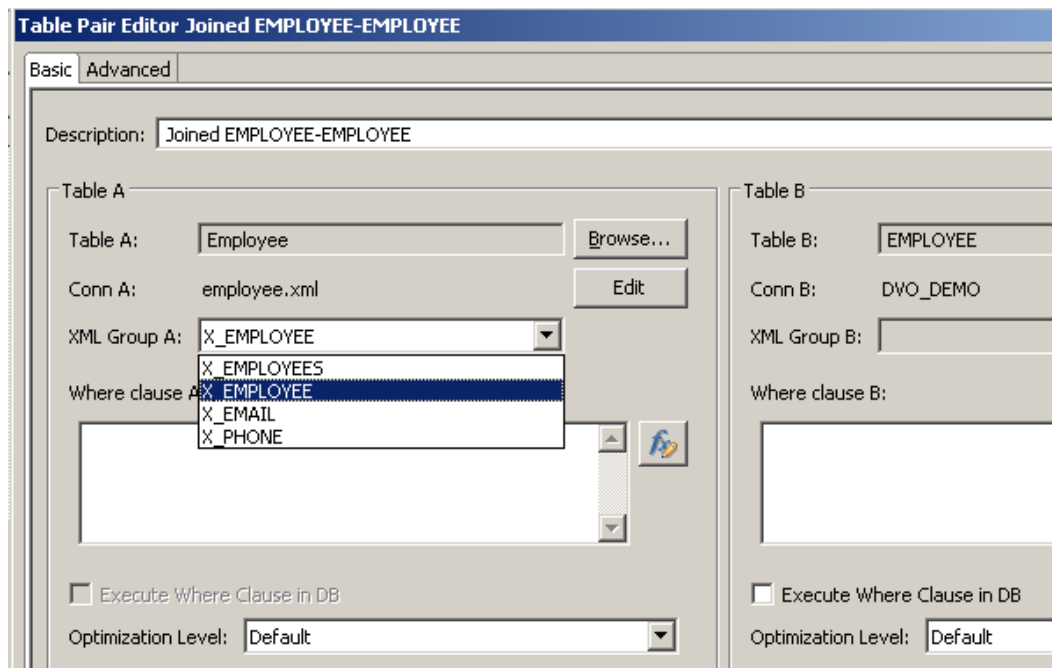 Table Pair Editor Joined EMPLOYEE-EMPLOYEE
Basic Advanced
Description: Joined EMPLOYEE-EMPLOYEE
Table A
Table A: Employee Browse...
Conn A: employee.xml Edit
XML Group A: X_EMPLOYEE
X_EMPLOYEES
X_EMPLOYEE
X_EMAIL
X_PHONE
Where clause A
Execute Where Clause in DB
Optimization Level: Default
Table B
Table B: EMPLOYEE
Conn B: DVO_DEMO
XML Group B:
Where clause B:
Execute Where Clause in DB
Optimization Level: Default